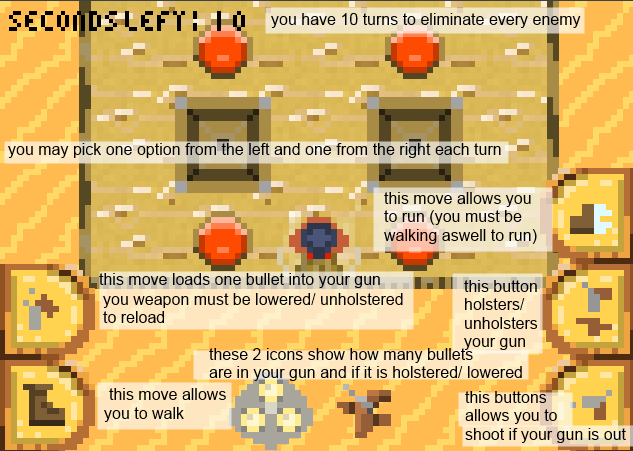 SECONDS LEFT: 10
you have 10 turns to eliminate every enemy
you may pick one option from the left and one from the right each turn
this move allows you
to run (you must be
walking aswell to run)
this move loads one bullet into your gun
you weapon must be lowered/ unholstered
to reload
this button
holsters/
unholsters
your gun
these 2 icons show how many bullets
are in your gun and if it is holstered/ lowered
this move allows
you to walk
this buttons
allows you to
shoot if your gun is out